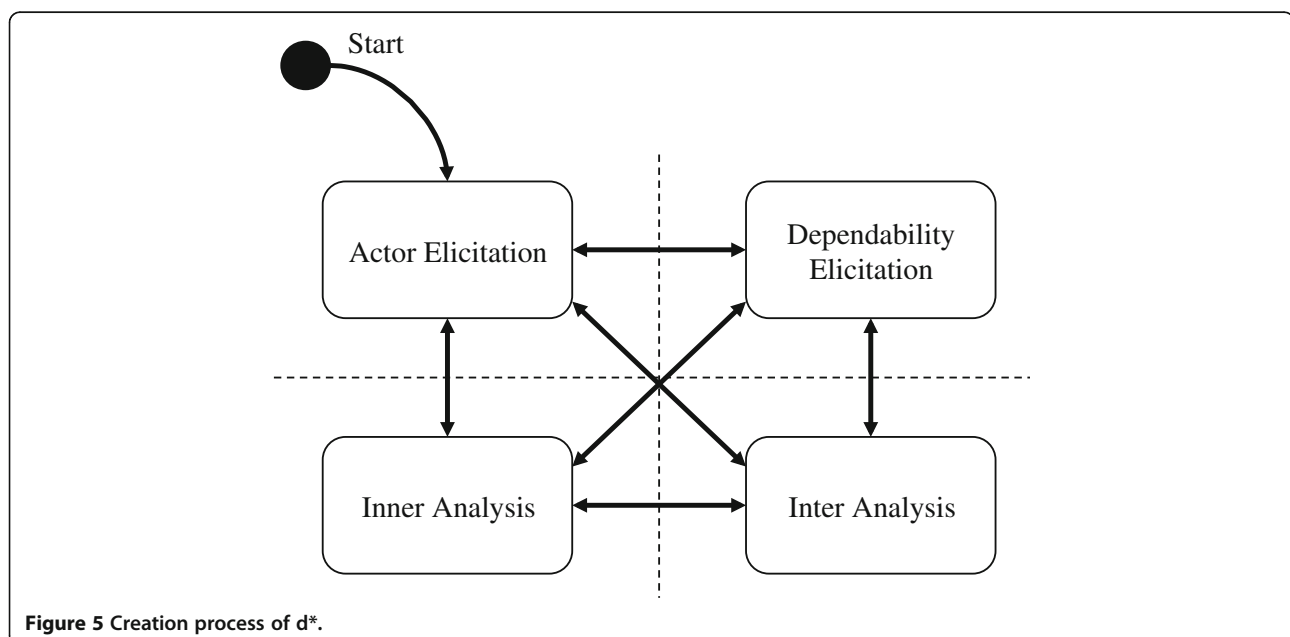 Start
Actor Elicitation
Dependability
Elicitation
Inner Analysis
Inter Analysis
Figure 5 Creation process of d*.